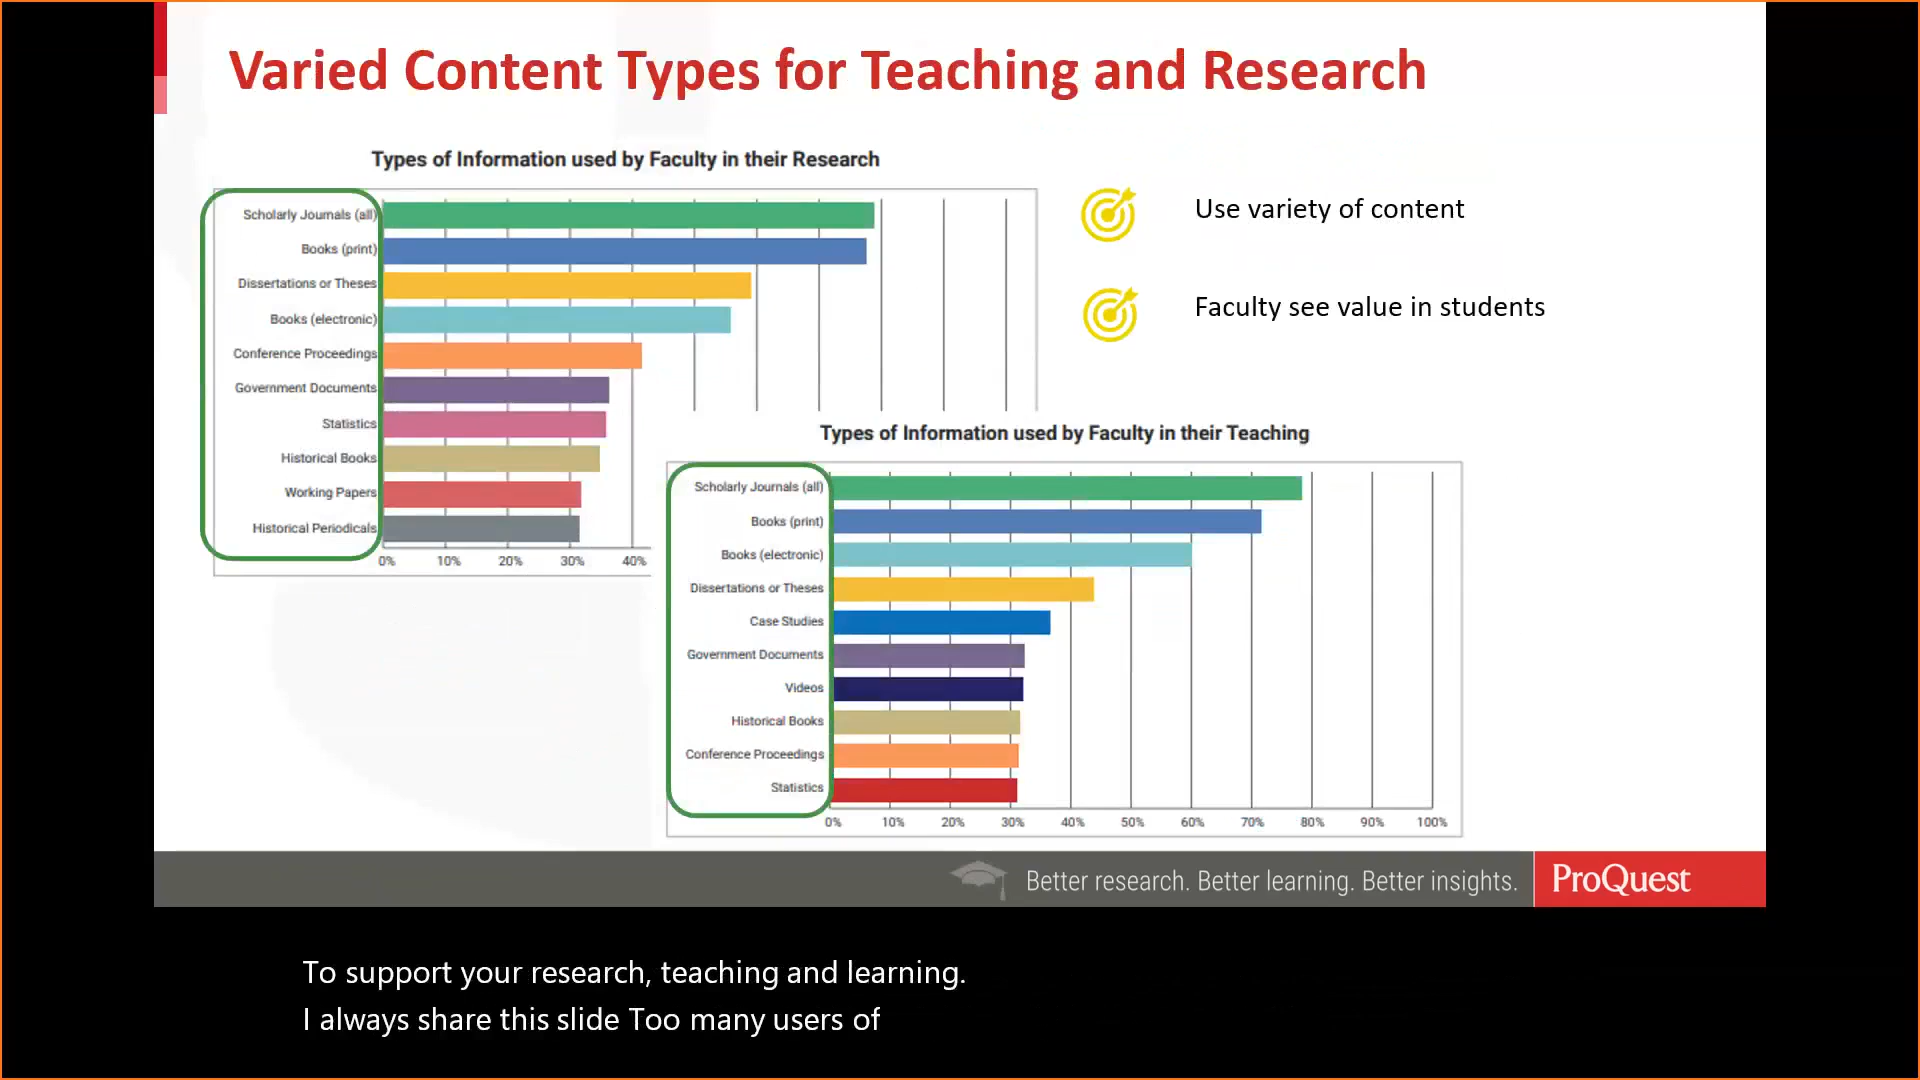 Varied Content Types for Teaching and Research
Types of Information used by Faculty in their Research
Scholarly Journals (all)
Books (print)
Dissertations or Theses
Books (electronic)
Conference Proceedings
Government Documents
Statistics
Historical Books
Working Papers
Historical Periodicals
0% 10% 20% 30% 40%
Use variety of content
Faculty see value in students
Types of Information used by Faculty in their Teaching
Scholarly Journals (all)
Books (print)
Books (electronic)
Dissertations or Theses
Case Studies
Government Documents
Videos
Historical Books
Conference Proceedings
Statistics
0% 10% 20% 30% 40% 50% 60% 70% 80% 90% 100%
Better research. Better learning. Better insights.
ProQuest
To support your research, teaching and learning.
I always share this slide Too many users of